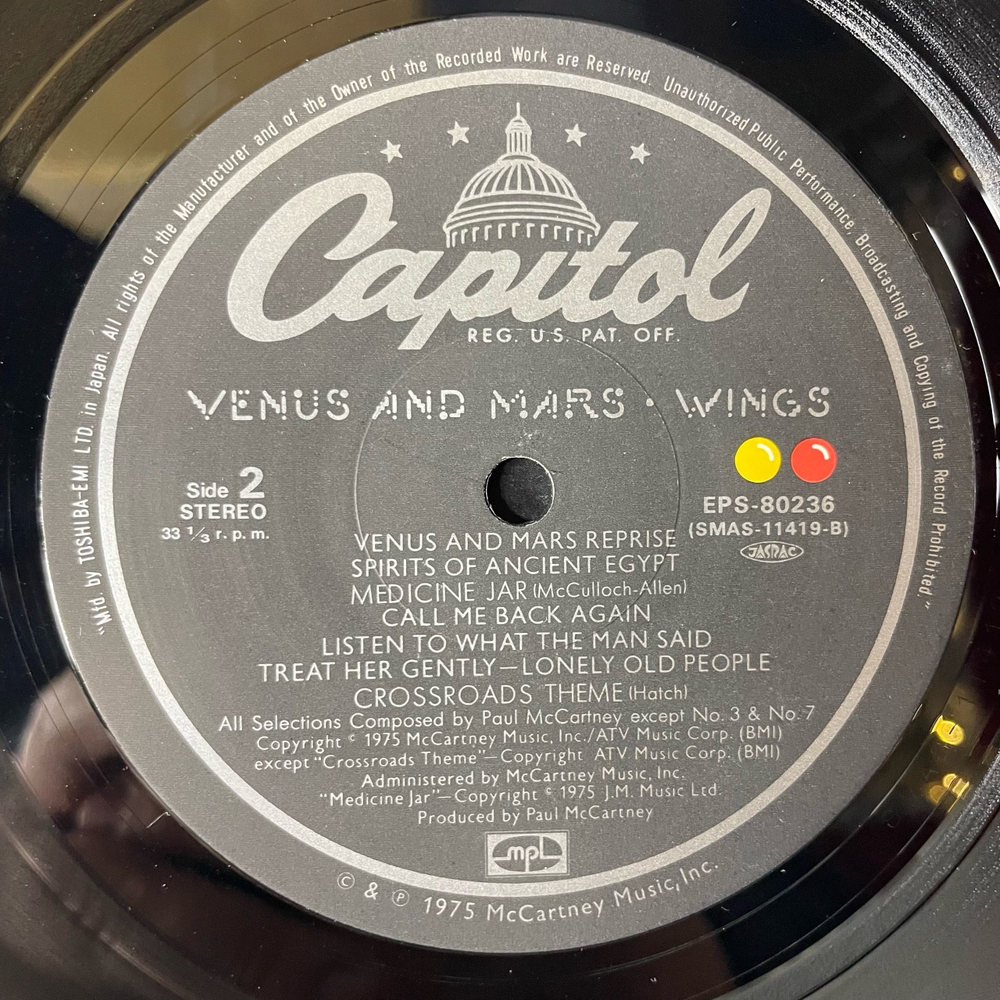 "Mfd. by TOSHIBA-EMI LTD. in Japan. All rights of the Manufacturer and of the Owner of the Recorded Work are Reserved. Unauthorized Public Performance, Broadcasting and Copying of the Record Prohibited."
Capitol
REG. U.S. PAT. OFF.
VENUS AND MARS • WINGS
Side 2
STEREO
33 1/3 r. p. m.
EPS-80236
(SMAS-11419-B)
JASRAC
VENUS AND MARS REPRISE
SPIRITS OF ANCIENT EGYPT
MEDICINE JAR (McCulloch-Allen)
CALL ME BACK AGAIN
LISTEN TO WHAT THE MAN SAID
TREAT HER GENTLY—LONELY OLD PEOPLE
CROSSROADS THEME (Hatch)
All Selections Composed by Paul McCartney except No. 3 & No. 7
Copyright © 1975 McCartney Music, Inc./ATV Music Corp. (BMI)
except "Crossroads Theme"—Copyright ATV Music Corp. (BMI)
Administered by McCartney Music, Inc.
"Medicine Jar"—Copyright © 1975 J.M. Music Ltd.
Produced by Paul McCartney
mpl
© & ℗ 1975 McCartney Music, Inc.